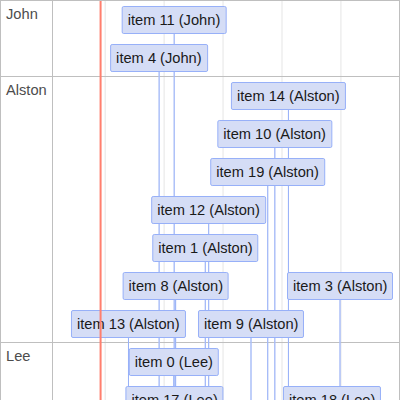 John
item 11 (John)
item 4 (John)
Alston
item 14 (Alston)
item 10 (Alston)
item 19 (Alston)
item 12 (Alston)
item 1 (Alston)
item 8 (Alston)
item 3 (Alston)
item 13 (Alston)
item 9 (Alston)
Lee
item 0 (Lee)
item 17 (Lee)
item 18 (Lee)